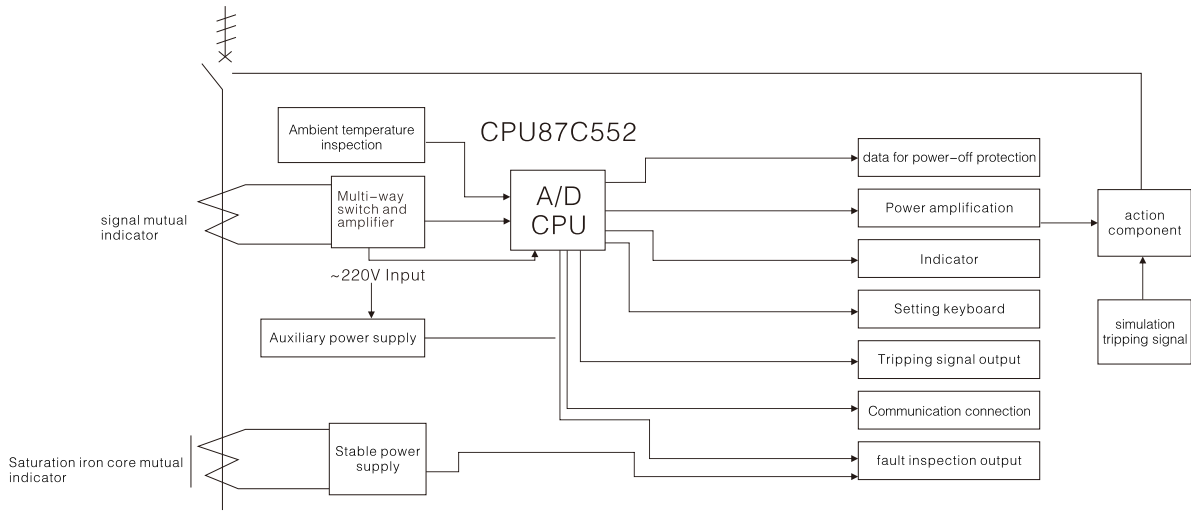 Ambient temperature
inspection
CPU87C552
data for power-off protection
A/D
CPU
Multi-way
switch and
amplifier
signal mutual
indicator
Power amplification
action
component
Indicator
~220V Input
Setting keyboard
Auxiliary power supply
simulation
tripping signal
Tripping signal output
Communication connection
Stable power
supply
Saturation iron core mutual
indicator
fault inspection output